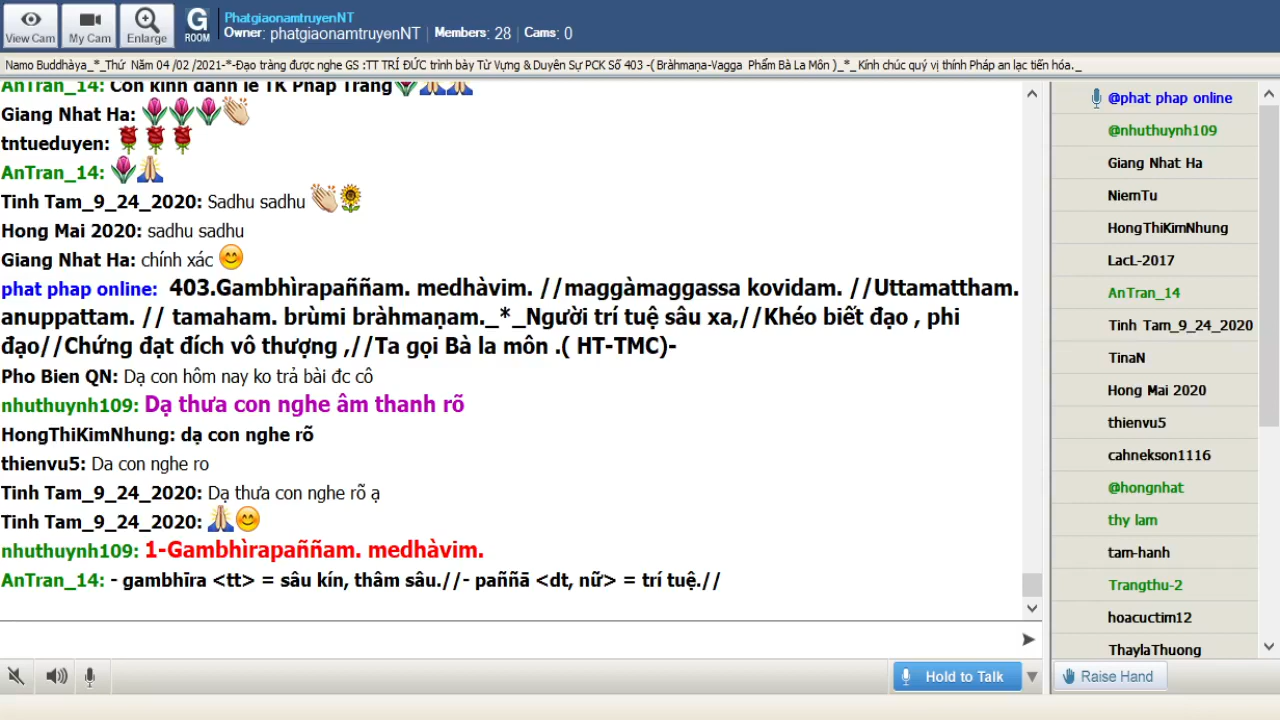 View Cam
My Cam
Enlarge
G
ROOM
PhatgiaonamtruyenNT
Owner: phatgiaonamtruyenNT | Members: 28 | Cams: 0
Namo Buddhàya_*_Thứ Năm 04 /02 /2021-*-Đạo tràng được nghe GS :TT TRÍ ĐỨC trình bày Từ Vựng & Duyên Sự PCK Số 403 -( Bràhmaṇa-Vagga Phẩm Bà La Môn )_*_ Kính chúc quý vị thính Pháp an lạc tiến hóa._
AnTran_14: Con kính đảnh lễ TK Pháp Trang
Giang Nhat Ha:
tntueduyen:
AnTran_14:
Tinh Tam_9_24_2020: Sadhu sadhu
Hong Mai 2020: sadhu sadhu
Giang Nhat Ha: chính xác
phat phap online: 403.Gambhìrapaññam. medhàvim. //maggàmaggassa kovidam. //Uttamattham.
anuppattam. // tamaham. brùmi bràhmaṇam._*_Người trí tuệ sâu xa,//Khéo biết đạo , phi
đạo//Chứng đạt đích vô thượng ,//Ta gọi Bà la môn .( HT-TMC)-
Pho Bien QN: Dạ con hôm nay ko trả bài đc cô
nhuthuynh109: Dạ thưa con nghe âm thanh rõ
HongThiKimNhung: dạ con nghe rõ
thienvu5: Da con nghe ro
Tinh Tam_9_24_2020: Dạ thưa con nghe rõ ạ
Tinh Tam_9_24_2020:
nhuthuynh109: 1-Gambhìrapaññam. medhàvim.
AnTran_14: - gambhīra <tt> = sâu kín, thâm sâu.//- paññā <dt, nữ> = trí tuệ.//
Hold to Talk
@phat phap online
@nhuthuynh109
Giang Nhat Ha
NiemTu
HongThiKimNhung
LacL-2017
AnTran_14
Tinh Tam_9_24_2020
TinaN
Hong Mai 2020
thienvu5
cahnekson1116
@hongnhat
thy lam
tam-hanh
Trangthu-2
hoacuctim12
ThaylaThuong
Raise Hand